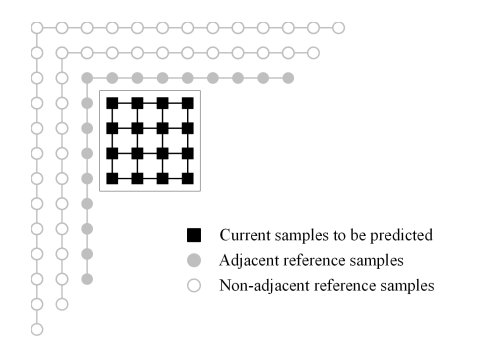 Current samples to be predicted
Adjacent reference samples
Non-adjacent reference samples